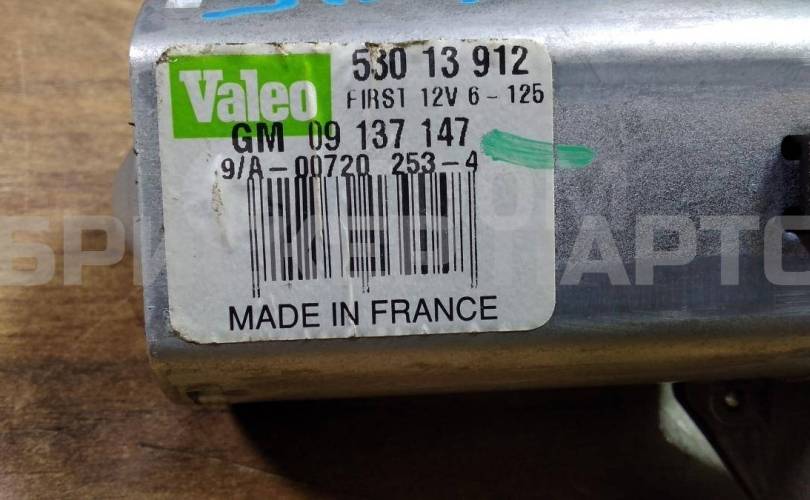 Valeo
530 13 912
FIRST 12V 6 - 125
GM 09 137 147
9/A-00720 253-4
MADE IN FRANCE